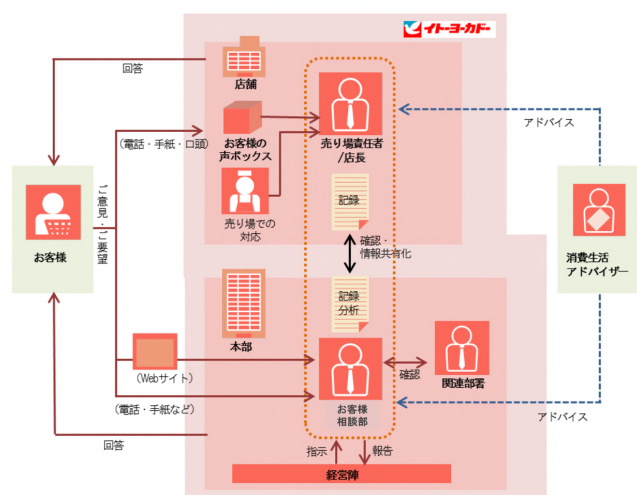 イトーヨーカドー
回答
店舗
(電話・手紙・口頭)
お客様の
声ボックス
売り場責任者
/店長
アドバイス
売り場での
対応
記録
ご意見・ご要望
お客様
確認・
情報共有化
消費生活
アドバイザー
記録
分析
本部
(Webサイト)
確認
関連部署
(電話・手紙など)
お客様
相談部
アドバイス
回答
指示
報告
経営陣